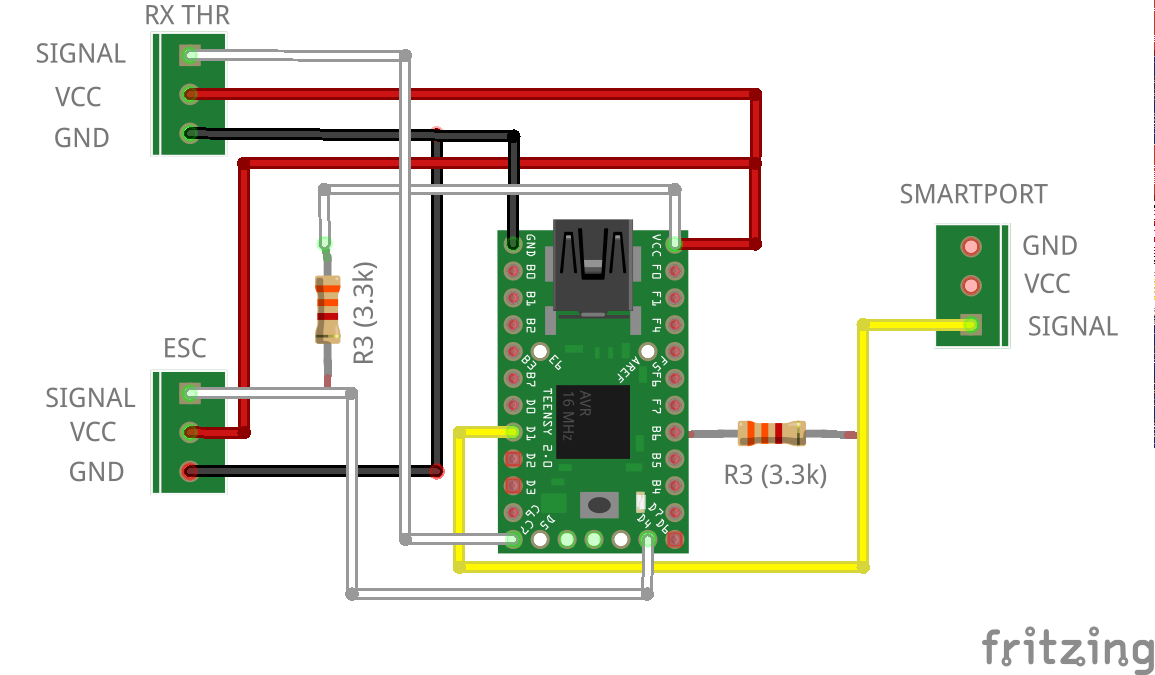 RX THR
SIGNAL
VCC
GND
SMARTPORT
GND
VCC
SIGNAL
R3 (3.3k)
ESC
SIGNAL
VCC
GND
R3 (3.3k)
GND
B0
B1
B2
B3
B7
D0
D1
D2
D3
C6
C7
D5
E6
VCC
F0
F1
F4
F5
F6
F7
B6
B5
B4
D7
D6
D4
AREF
TEENSY 2.0
AVR
16 MHz
fritzing